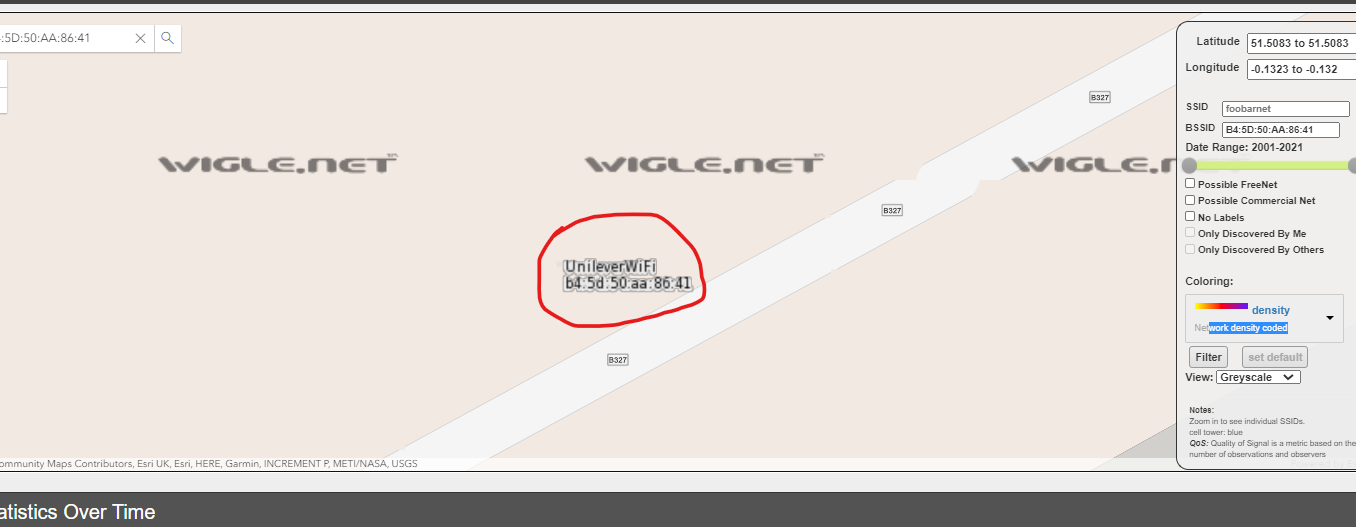 :5D:50:AA:86:41
Latitude 51.5083 to 51.5083
Longitude -0.1323 to -0.132
B327
SSID foobarnet
BSSID B4:5D:50:AA:86:41
Date Range: 2001-2021
WIGLE.NET WIGLE.NET WIGLE.N
Possible FreeNet
Possible Commercial Net
B327
No Labels
Only Discovered By Me
Only Discovered By Others
UnileverWiFi
b4:5d:50:aa:86:41
Coloring:
density
Network density coded
B327
Filter set default
View: Greyscale
Notes:
Zoom in to see individual SSIDs.
cell tower: blue
QoS: Quality of Signal is a metric based on the
number of observations and observers
ommunity Maps Contributors, Esri UK, Esri, HERE, Garmin, INCREMENT P, METI/NASA, USGS
atistics Over Time